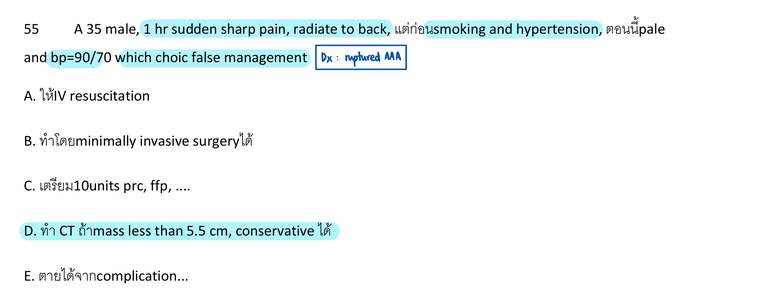 55 A 35 male, 1 hr sudden sharp pain, radiate to back, แต่ก่อนsmoking and hypertension, ตอนนี้pale
and bp=90/70 which choic false management Dx : ruptured AAA
A. ให้IV resuscitation
B. ทำโดยminimally invasive surgeryได้
C. เตรียม10units prc, ffp, ....
D. ทำ CT ถ้าmass less than 5.5 cm, conservative ได้
E. ตายได้จากcomplication...